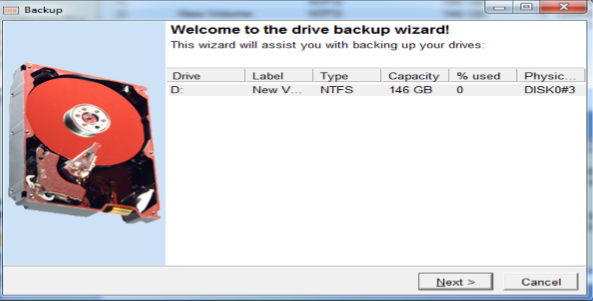 Backup
Welcome to the drive backup wizard!
This wizard will assist you with backing up your drives:
Drive Label Type Capacity % used Physic...
D: New V... NTFS 146 GB 0 DISK0#3
Next > Cancel